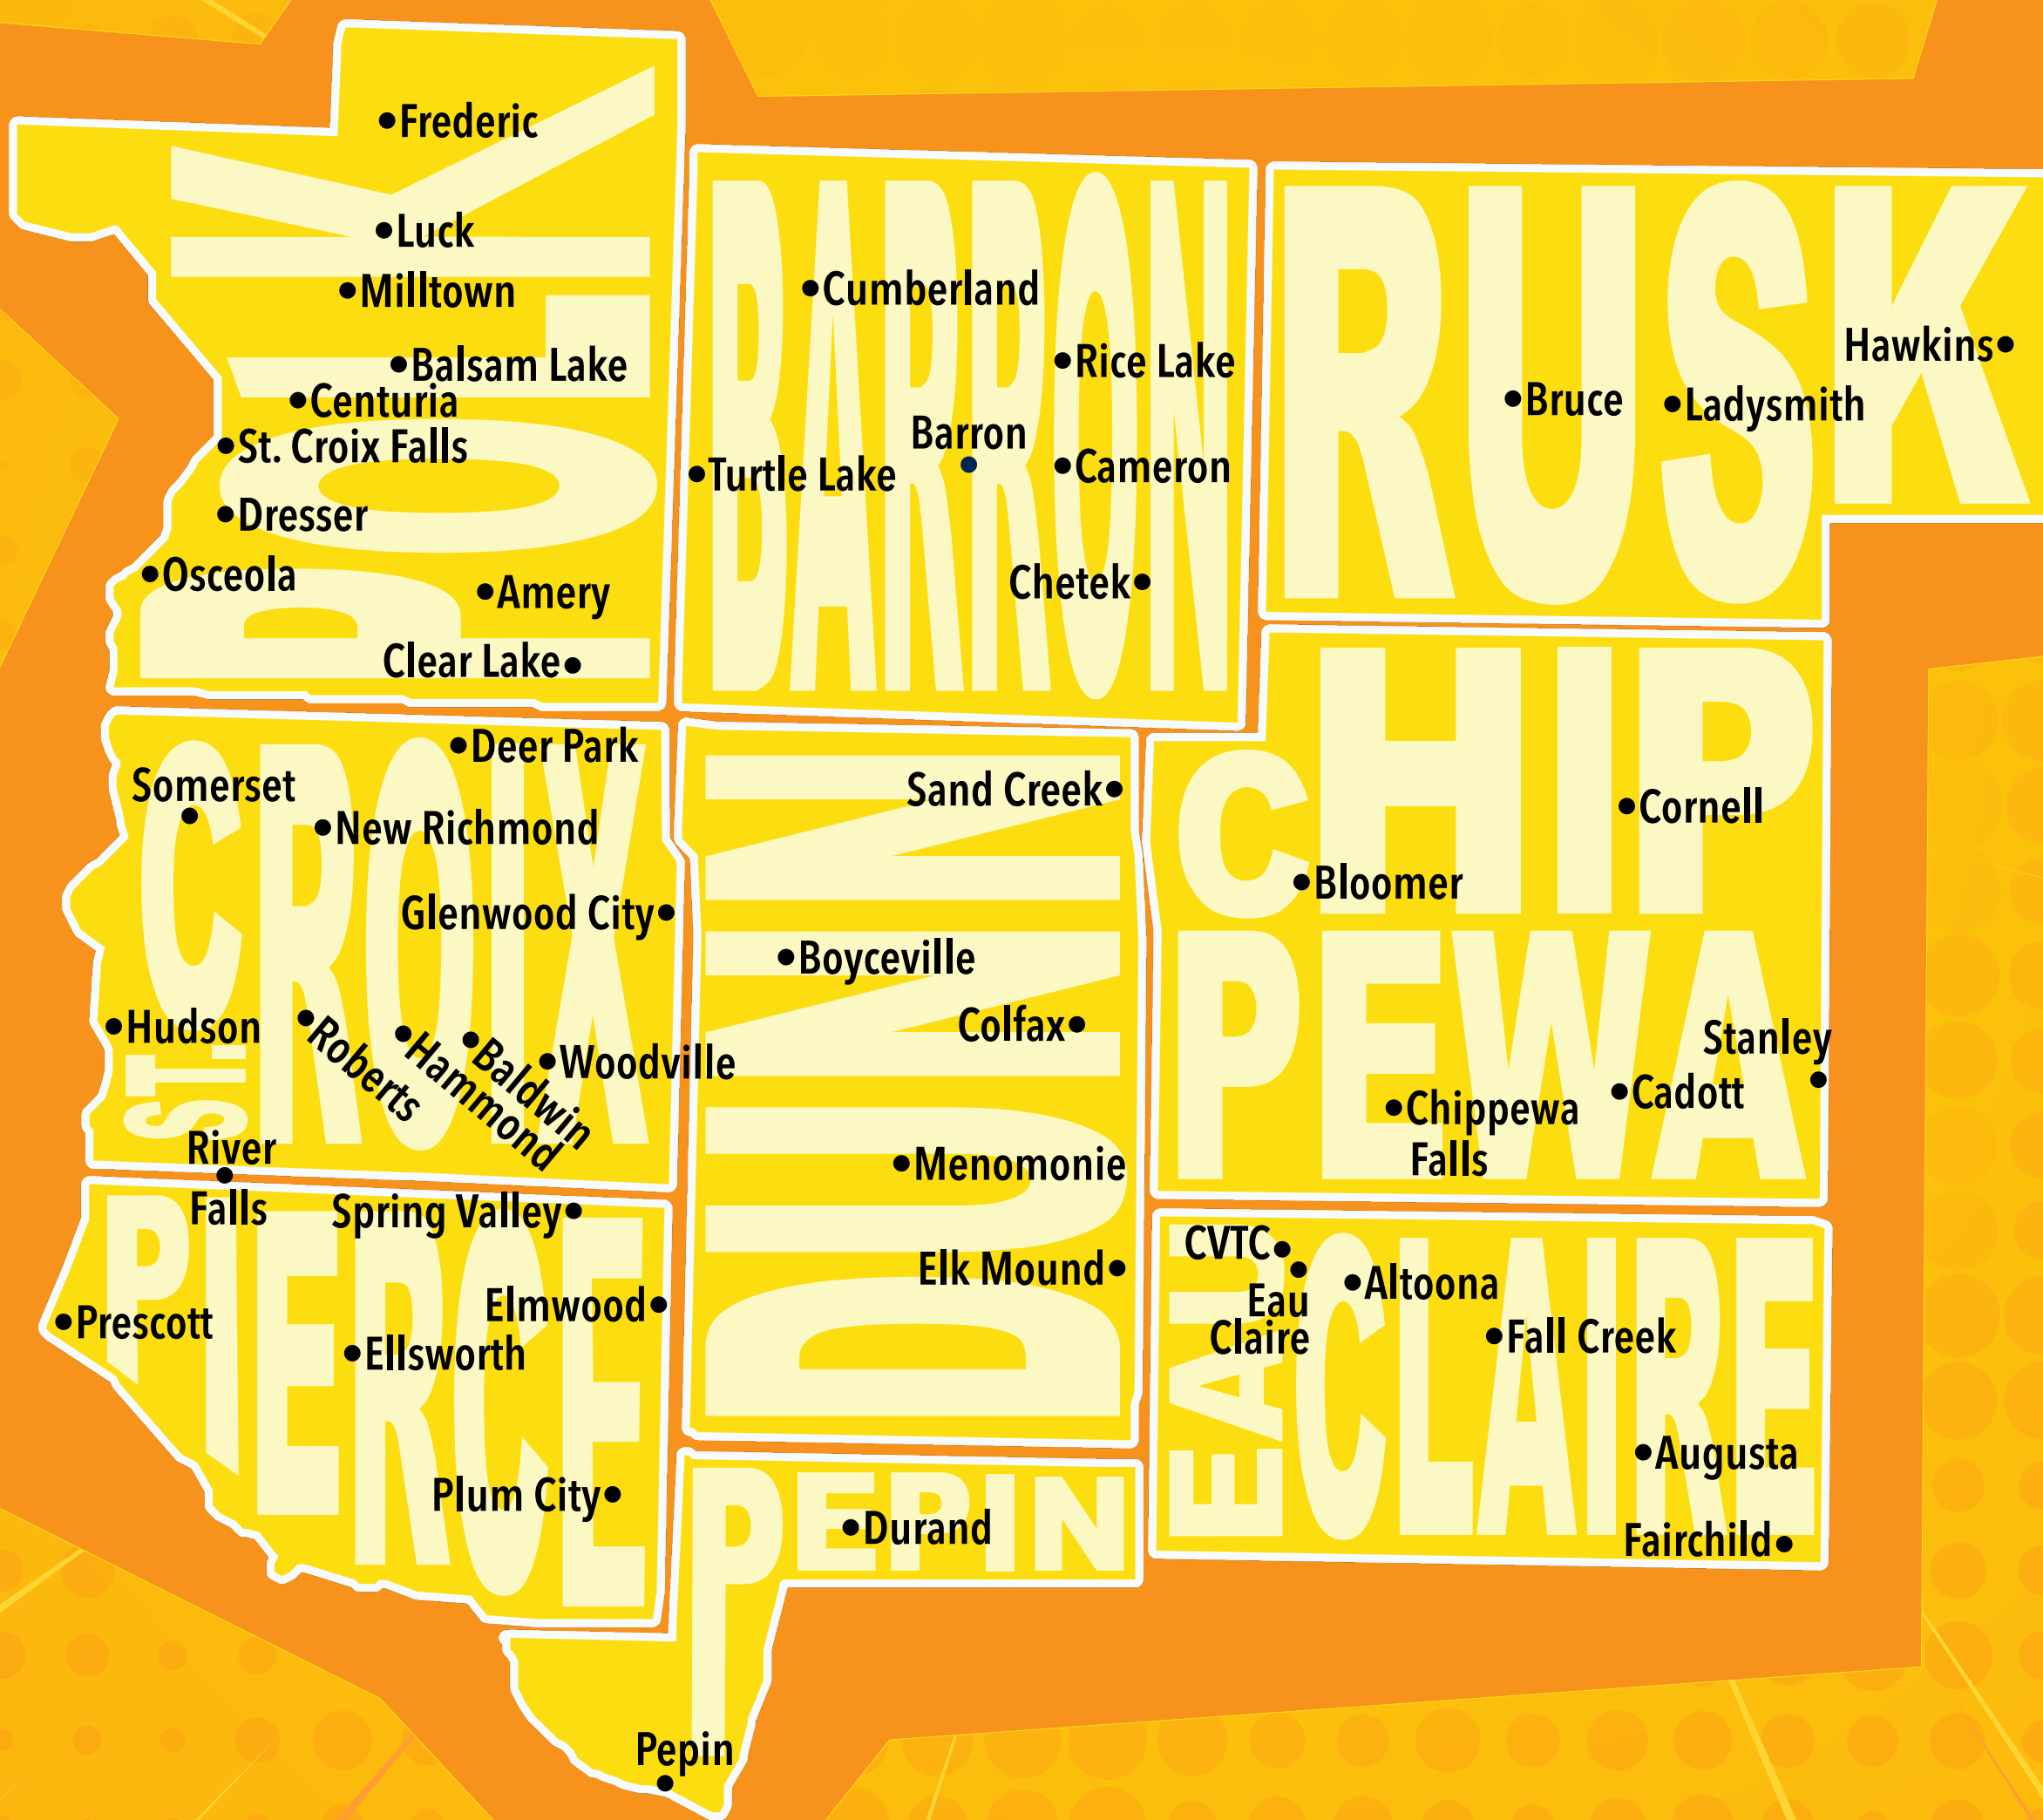 POLK
Frederic
Luck
Milltown
Balsam Lake
Centuria
St. Croix Falls
Dresser
Osceola
Amery
Clear Lake
BARRON
Cumberland
Rice Lake
Barron
Turtle Lake
Cameron
Chetek
RUSK
Hawkins
Bruce
Ladysmith
ST. CROIX
Deer Park
Somerset
New Richmond
Glenwood City
Hudson
Roberts
Hammond
Baldwin
Woodville
River
Falls
DUNN
Sand Creek
Boyceville
Colfax
Menomonie
Elk Mound
CHIP
PEWA
Cornell
Bloomer
Stanley
Cadott
Chippewa
Falls
PIERCE
Spring Valley
Prescott
Elmwood
Ellsworth
Plum City
PEPIN
Durand
Pepin
EAU CLAIRE
CVTC
Eau
Claire
Altoona
Fall Creek
Augusta
Fairchild